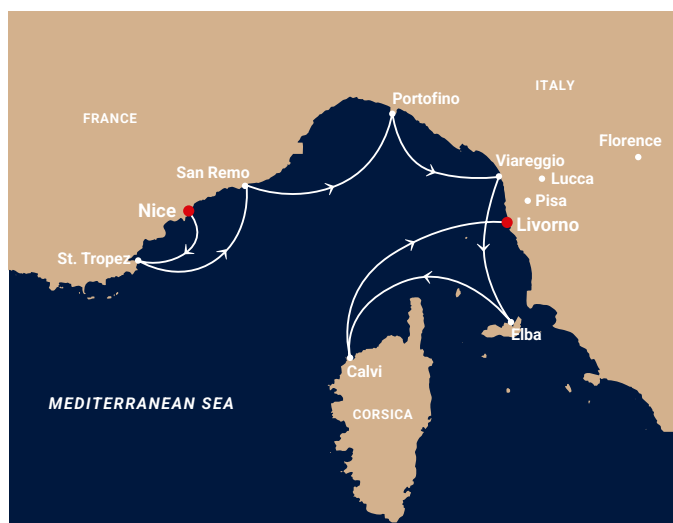 ITALY
Portofino
FRANCE
Florence
Viareggio
San Remo
Lucca
Pisa
Nice
Livorno
St. Tropez
Elba
Calvi
MEDITERRANEAN SEA
CORSICA